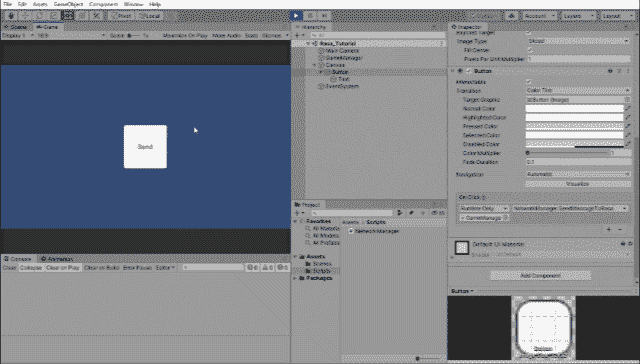 File Edit Assets GameObject Component Window Help
Pivot Local Account Layers Layout
Scene Game Hierarchy Inspector
Display 1 16:9 Scale Maximize On Play Mute Audio Stats Gizmos
Rasa_Tutorial
Main Camera
GameManager
Canvas
Button
Text
EventSystem
Image Type
Fill Center
Pixels Per Unit Multiplier 1
Button
Interactable
Transition Color Tint
Target Graphic Button (Image)
Normal Color
Highlighted Color
Pressed Color
Selected Color
Disabled Color
Color Multiplier 1
Fade Duration 0.1
Navigation Automatic
Visualize
On Click ()
Runtime Only NetworkManager.SendMessageToRasa
GameManage
Send
Project
Favorites
All Materia
All Models
All Prefabs
Assets
Scenes
Scripts
Packages
Assets Scripts
NetworkManager
Console Animation
Clear Collapse Clear on Play Clear on Build Error Pause Editor
Default UI Material
Shader
Add Component
Button
Button